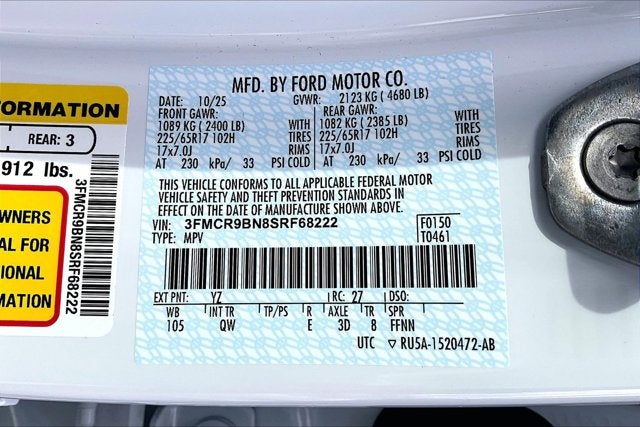 FORMATION
REAR: 3
912 lbs.
WNERS
AL FOR
IONAL
MATION
3FMCR9BN8SRF68222
MFD. BY FORD MOTOR CO.
DATE: 10/25 GVWR: 2123 KG ( 4680 LB)
FRONT GAWR: REAR GAWR:
1089 KG ( 2400 LB) WITH 1082 KG ( 2385 LB) WITH
225/65R17 102H TIRES 225/65R17 102H TIRES
17x7.0J RIMS 17x7.0J RIMS
AT 230 kPa/ 33 PSI COLD AT 230 kPa/ 33 PSI COLD
THIS VEHICLE CONFORMS TO ALL APPLICABLE FEDERAL MOTOR
VEHICLE SAFETY AND THEFT PREVENTION STANDARDS IN
EFFECT ON THE DATE OF MANUFACTURE SHOWN ABOVE.
VIN: 3FMCR9BN8SRF68222 F0150
TYPE: MPV T0461
EXT PNT: YZ RC: 27 DSO:
WB INT TR TP/PS R AXLE TR SPR
105 QW E 3D 8 FFNN
UTC ▽ RU5A-1520472-AB